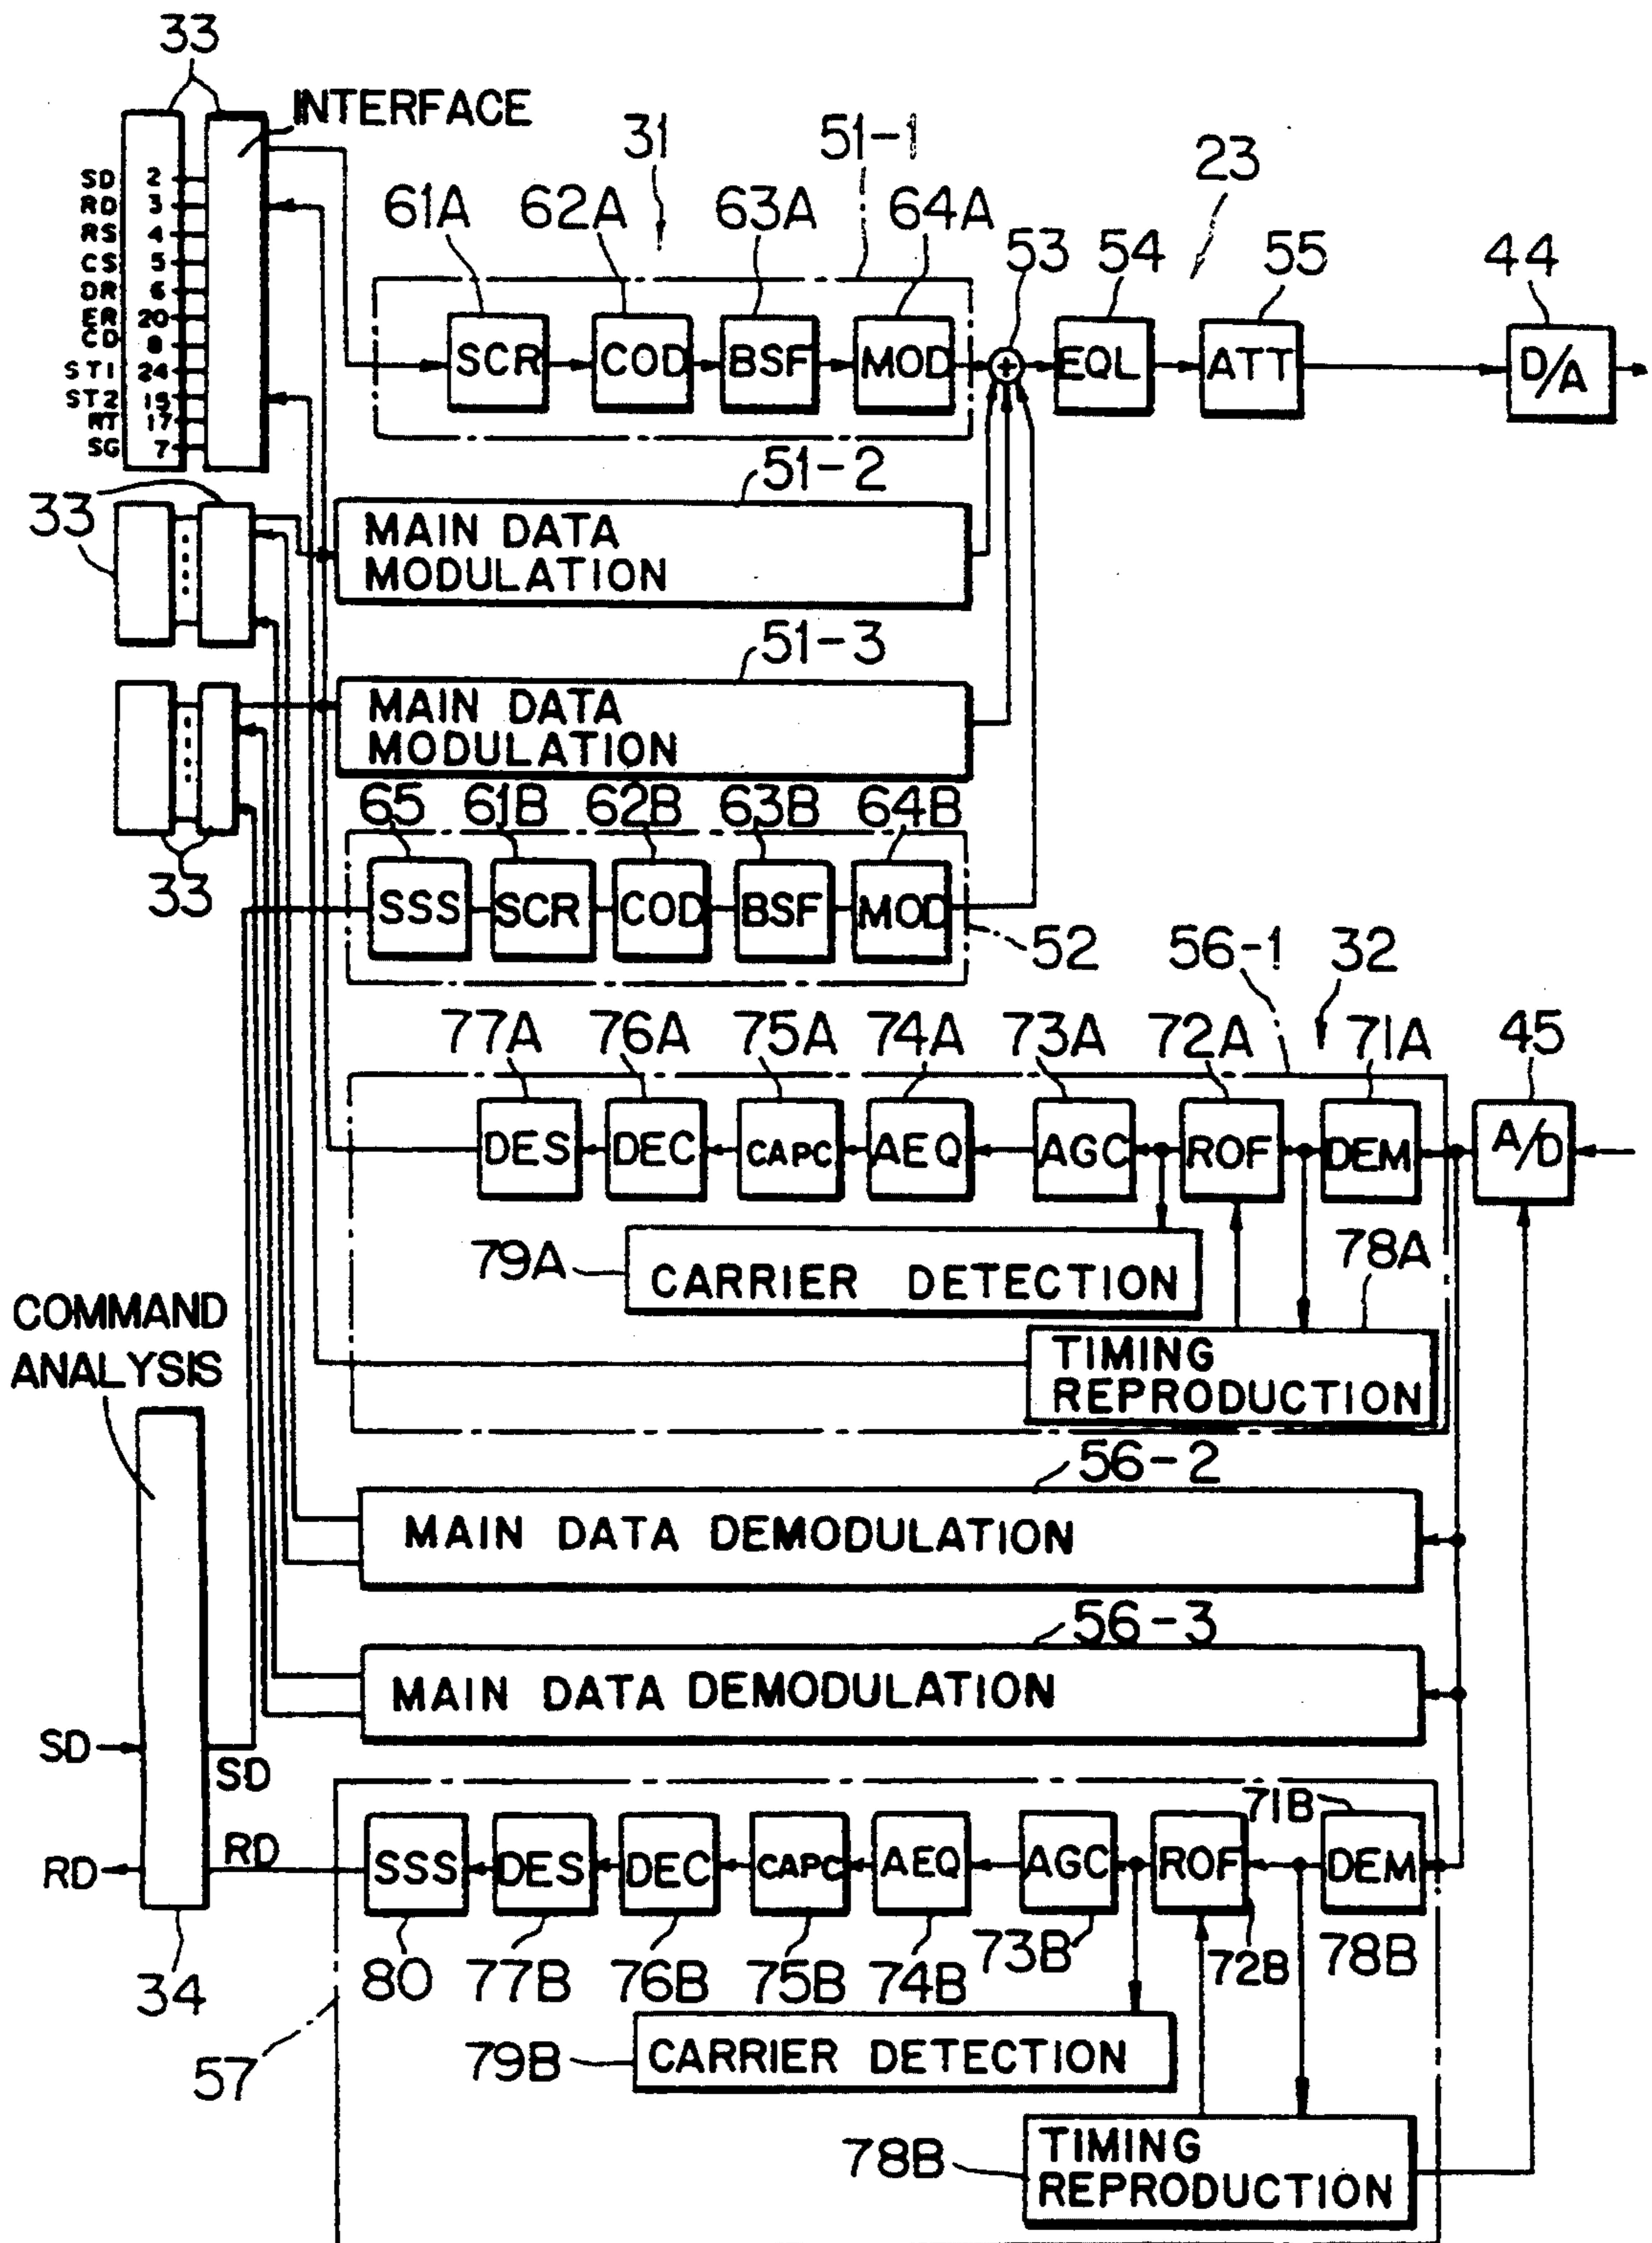 33
INTERFACE
31
51-1
23
61A 62A 63A 64A
53 54 55 44
SD 2
RD 3
RS 4
CS 5
DR 6
ER 20
CD 8
ST1 24
ST2 15
RT 17
SG 7
SCR COD BSF MOD + EQL ATT D/A
51-2
33
MAIN DATA
MODULATION
51-3
MAIN DATA
MODULATION
33
65 61B 62B 63B 64B
SSS SCR COD BSF MOD
52
56-1 32
77A 76A 75A 74A 73A 72A 71A 45
DES DEC CAPC AEQ AGC ROF DEM A/D
79A
CARRIER DETECTION
78A
TIMING
REPRODUCTION
COMMAND
ANALYSIS
56-2
MAIN DATA DEMODULATION
56-3
MAIN DATA DEMODULATION
SD
SD
RD
RD
34
71B
SSS DES DEC CAPC AEQ AGC ROF DEM
80 77B 76B 75B 74B 73B 72B 78B
57
79B
CARRIER DETECTION
78B
TIMING
REPRODUCTION